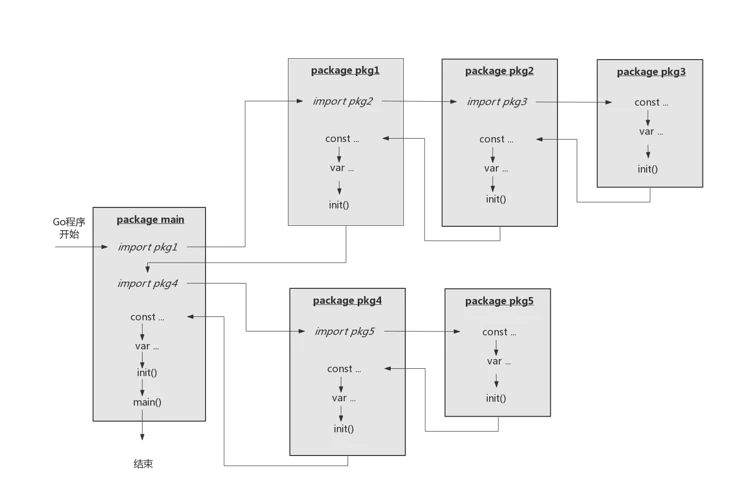 Go程序
开始
package main
import pkg1
import pkg4
const ...
var ...
init()
main()
结束
package pkg1
import pkg2
const ...
var ...
init()
package pkg2
import pkg3
const ...
var ...
init()
package pkg3
const ...
var ...
init()
package pkg4
import pkg5
const ...
var ...
init()
package pkg5
const ...
var ...
init()